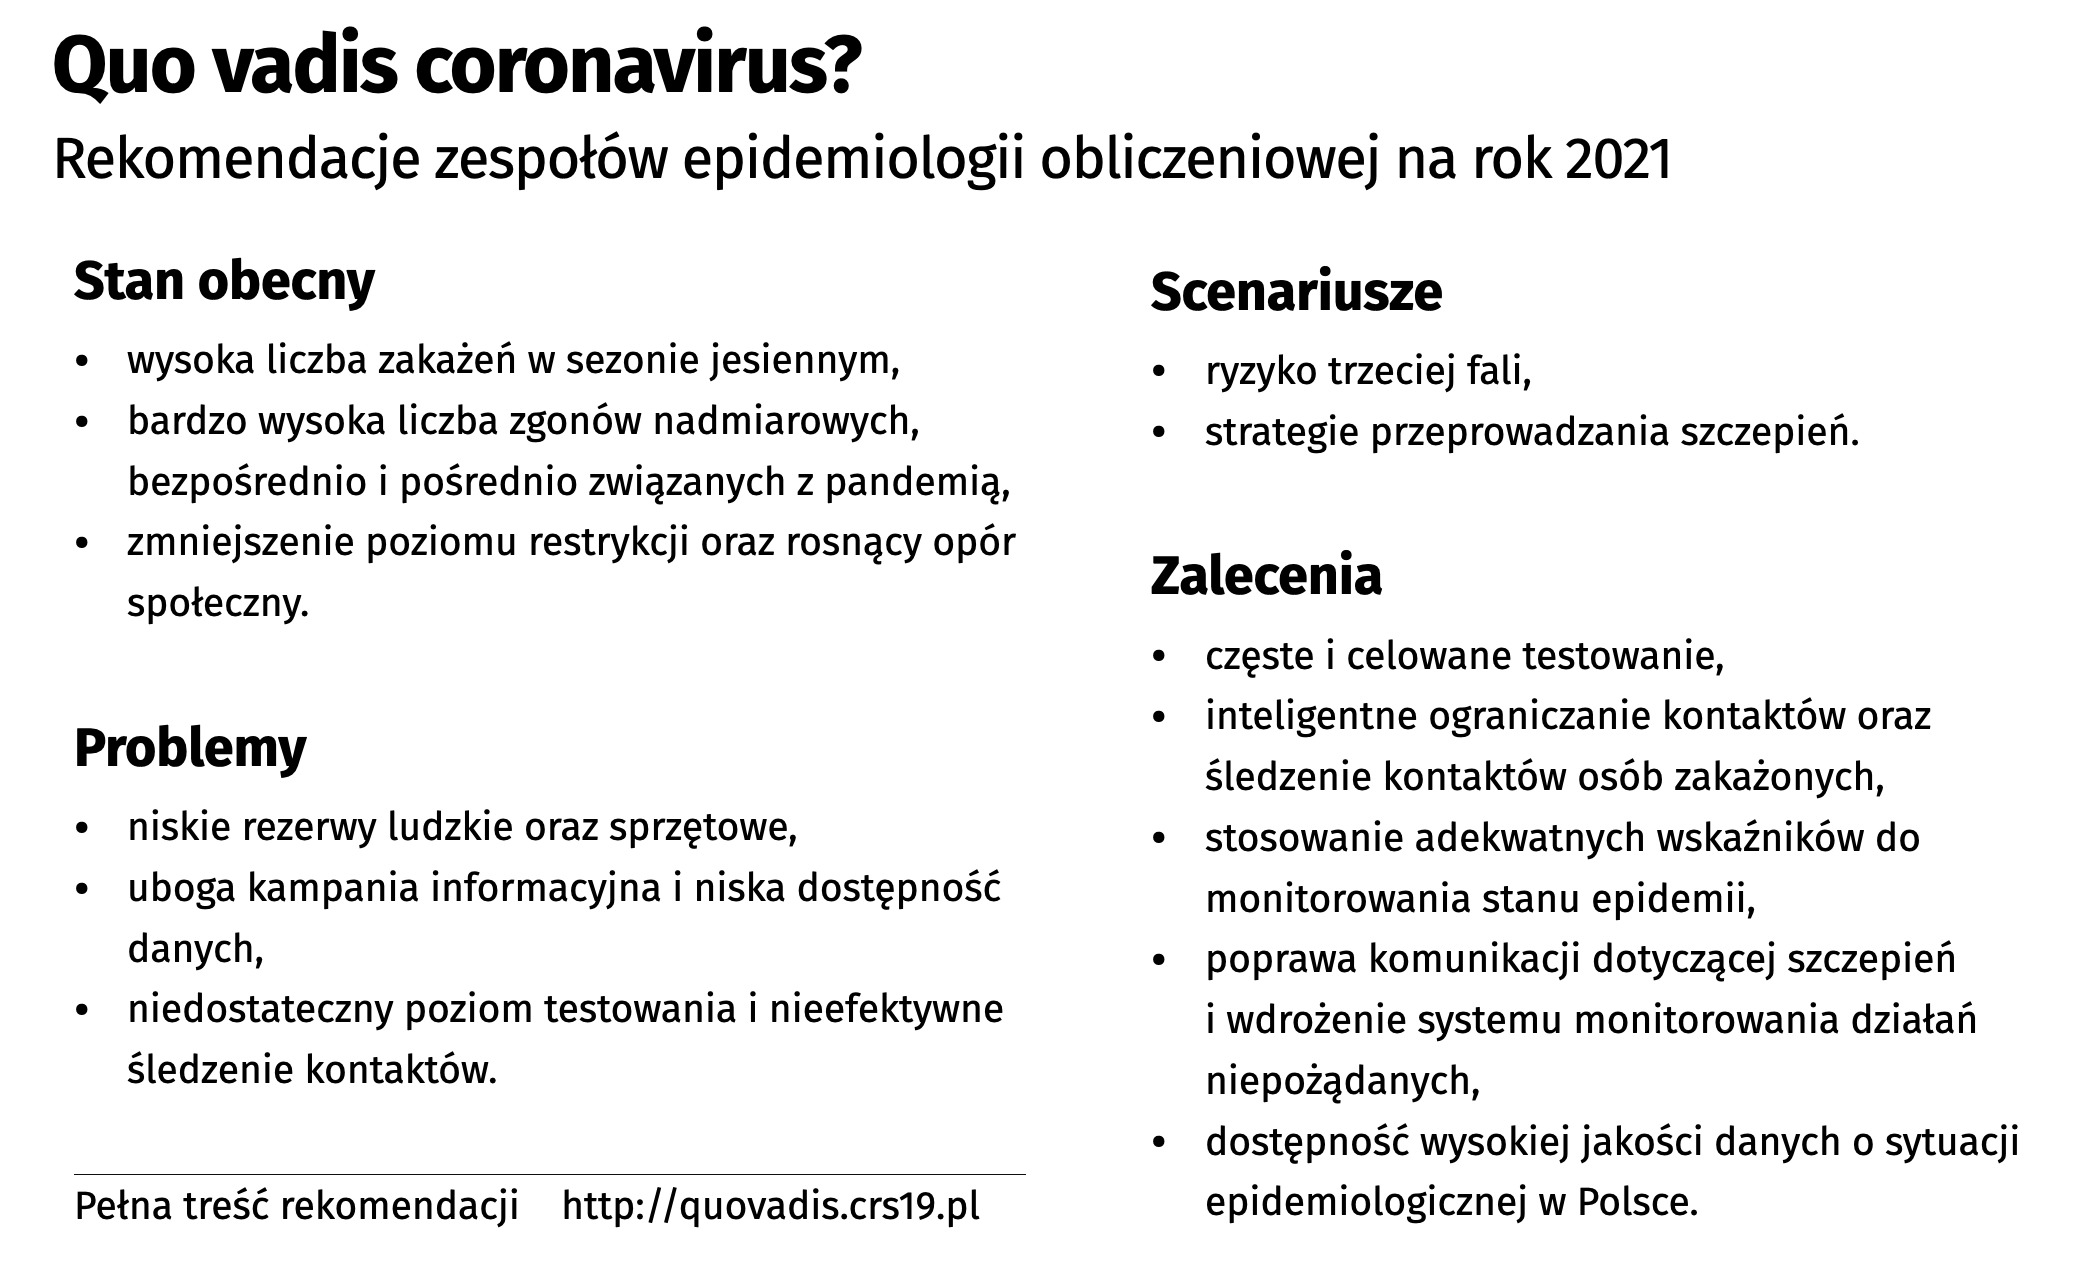 Quo vadis coronavirus?
Rekomendacje zespołów epidemiologii obliczeniowej na rok 2021
Stan obecny
• wysoka liczba zakażeń w sezonie jesiennym,
• bardzo wysoka liczba zgonów nadmiarowych,
bezpośrednio i pośrednio związanych z pandemią,
• zmniejszenie poziomu restrykcji oraz rosnący opór
społeczny.
Problemy
• niskie rezerwy ludzkie oraz sprzętowe,
• uboga kampania informacyjna i niska dostępność
danych,
• niedostateczny poziom testowania i nieefektywne
śledzenie kontaktów.
Pełna treść rekomendacji http://quovadis.crs19.pl
Scenariusze
• ryzyko trzeciej fali,
• strategie przeprowadzania szczepień.
Zalecenia
• częste i celowane testowanie,
• inteligentne ograniczanie kontaktów oraz
śledzenie kontaktów osób zakażonych,
• stosowanie adekwatnych wskaźników do
monitorowania stanu epidemii,
• poprawa komunikacji dotyczącej szczepień
i wdrożenie systemu monitorowania działań
niepożądanych,
• dostępność wysokiej jakości danych o sytuacji
epidemiologicznej w Polsce.